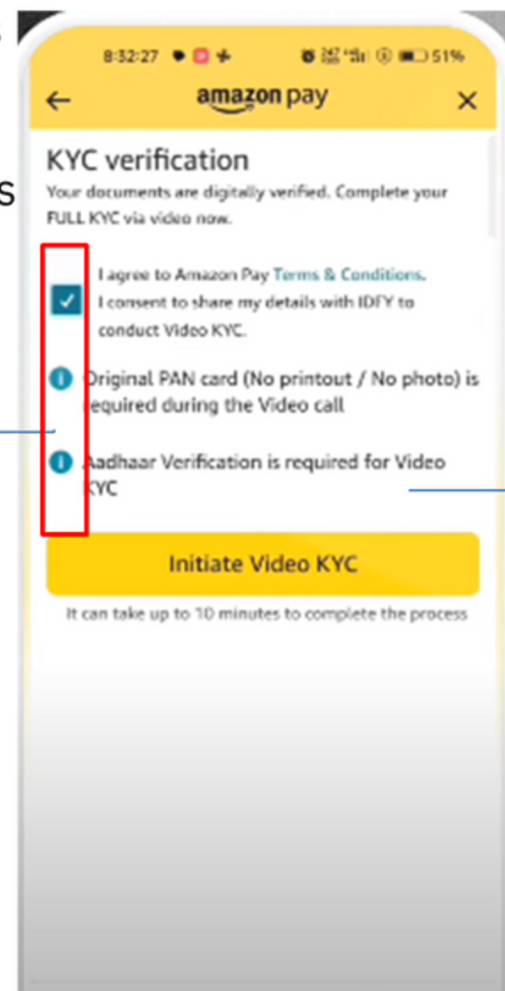 s
8:32:27 51%
amazon pay
s
KYC verification
Your documents are digitally verified. Complete your
FULL KYC via video now.
I agree to Amazon Pay Terms & Conditions.
I consent to share my details with IDFY to
conduct Video KYC.
Original PAN card (No printout / No photo) is
required during the Video call
Aadhaar Verification is required for Video
KYC
Initiate Video KYC
It can take up to 10 minutes to complete the process